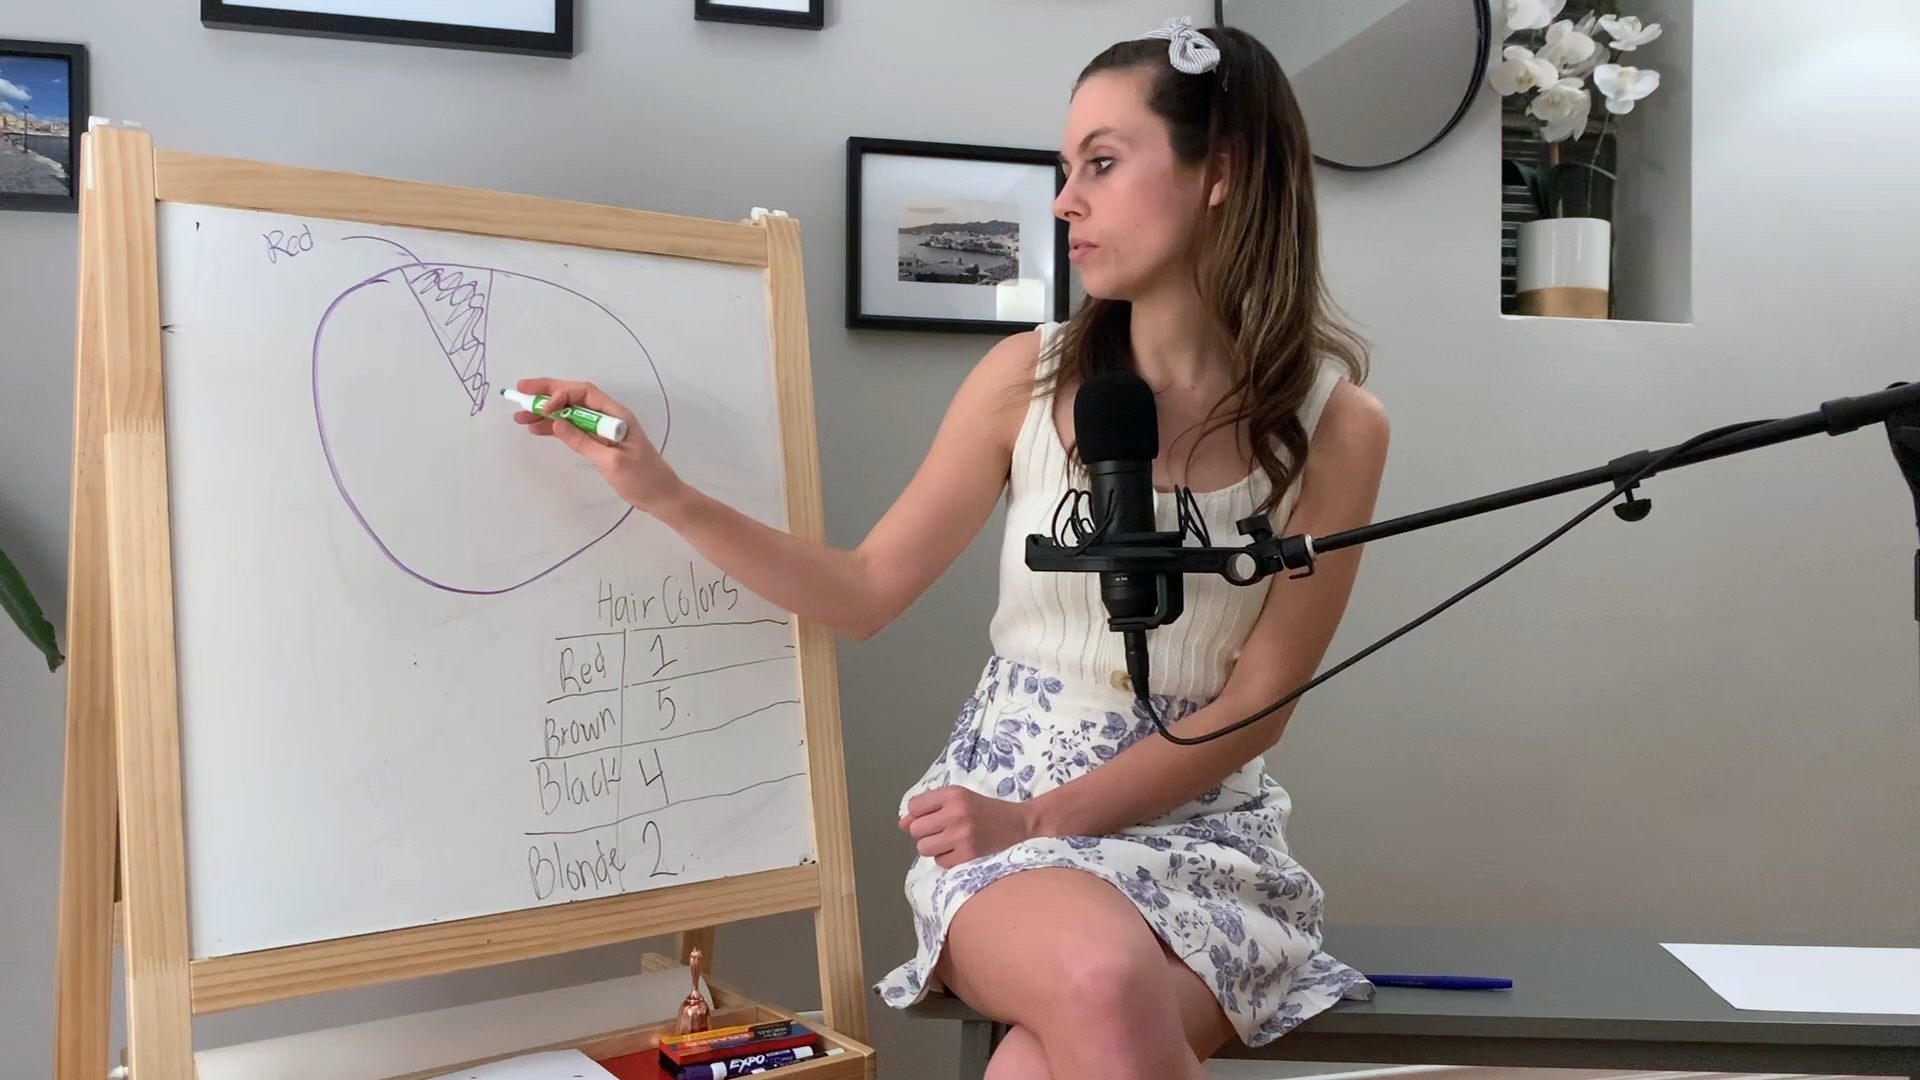 Red
Hair Colors
Red 1
Brown 5
Black 4
Blonde 2
EXPO